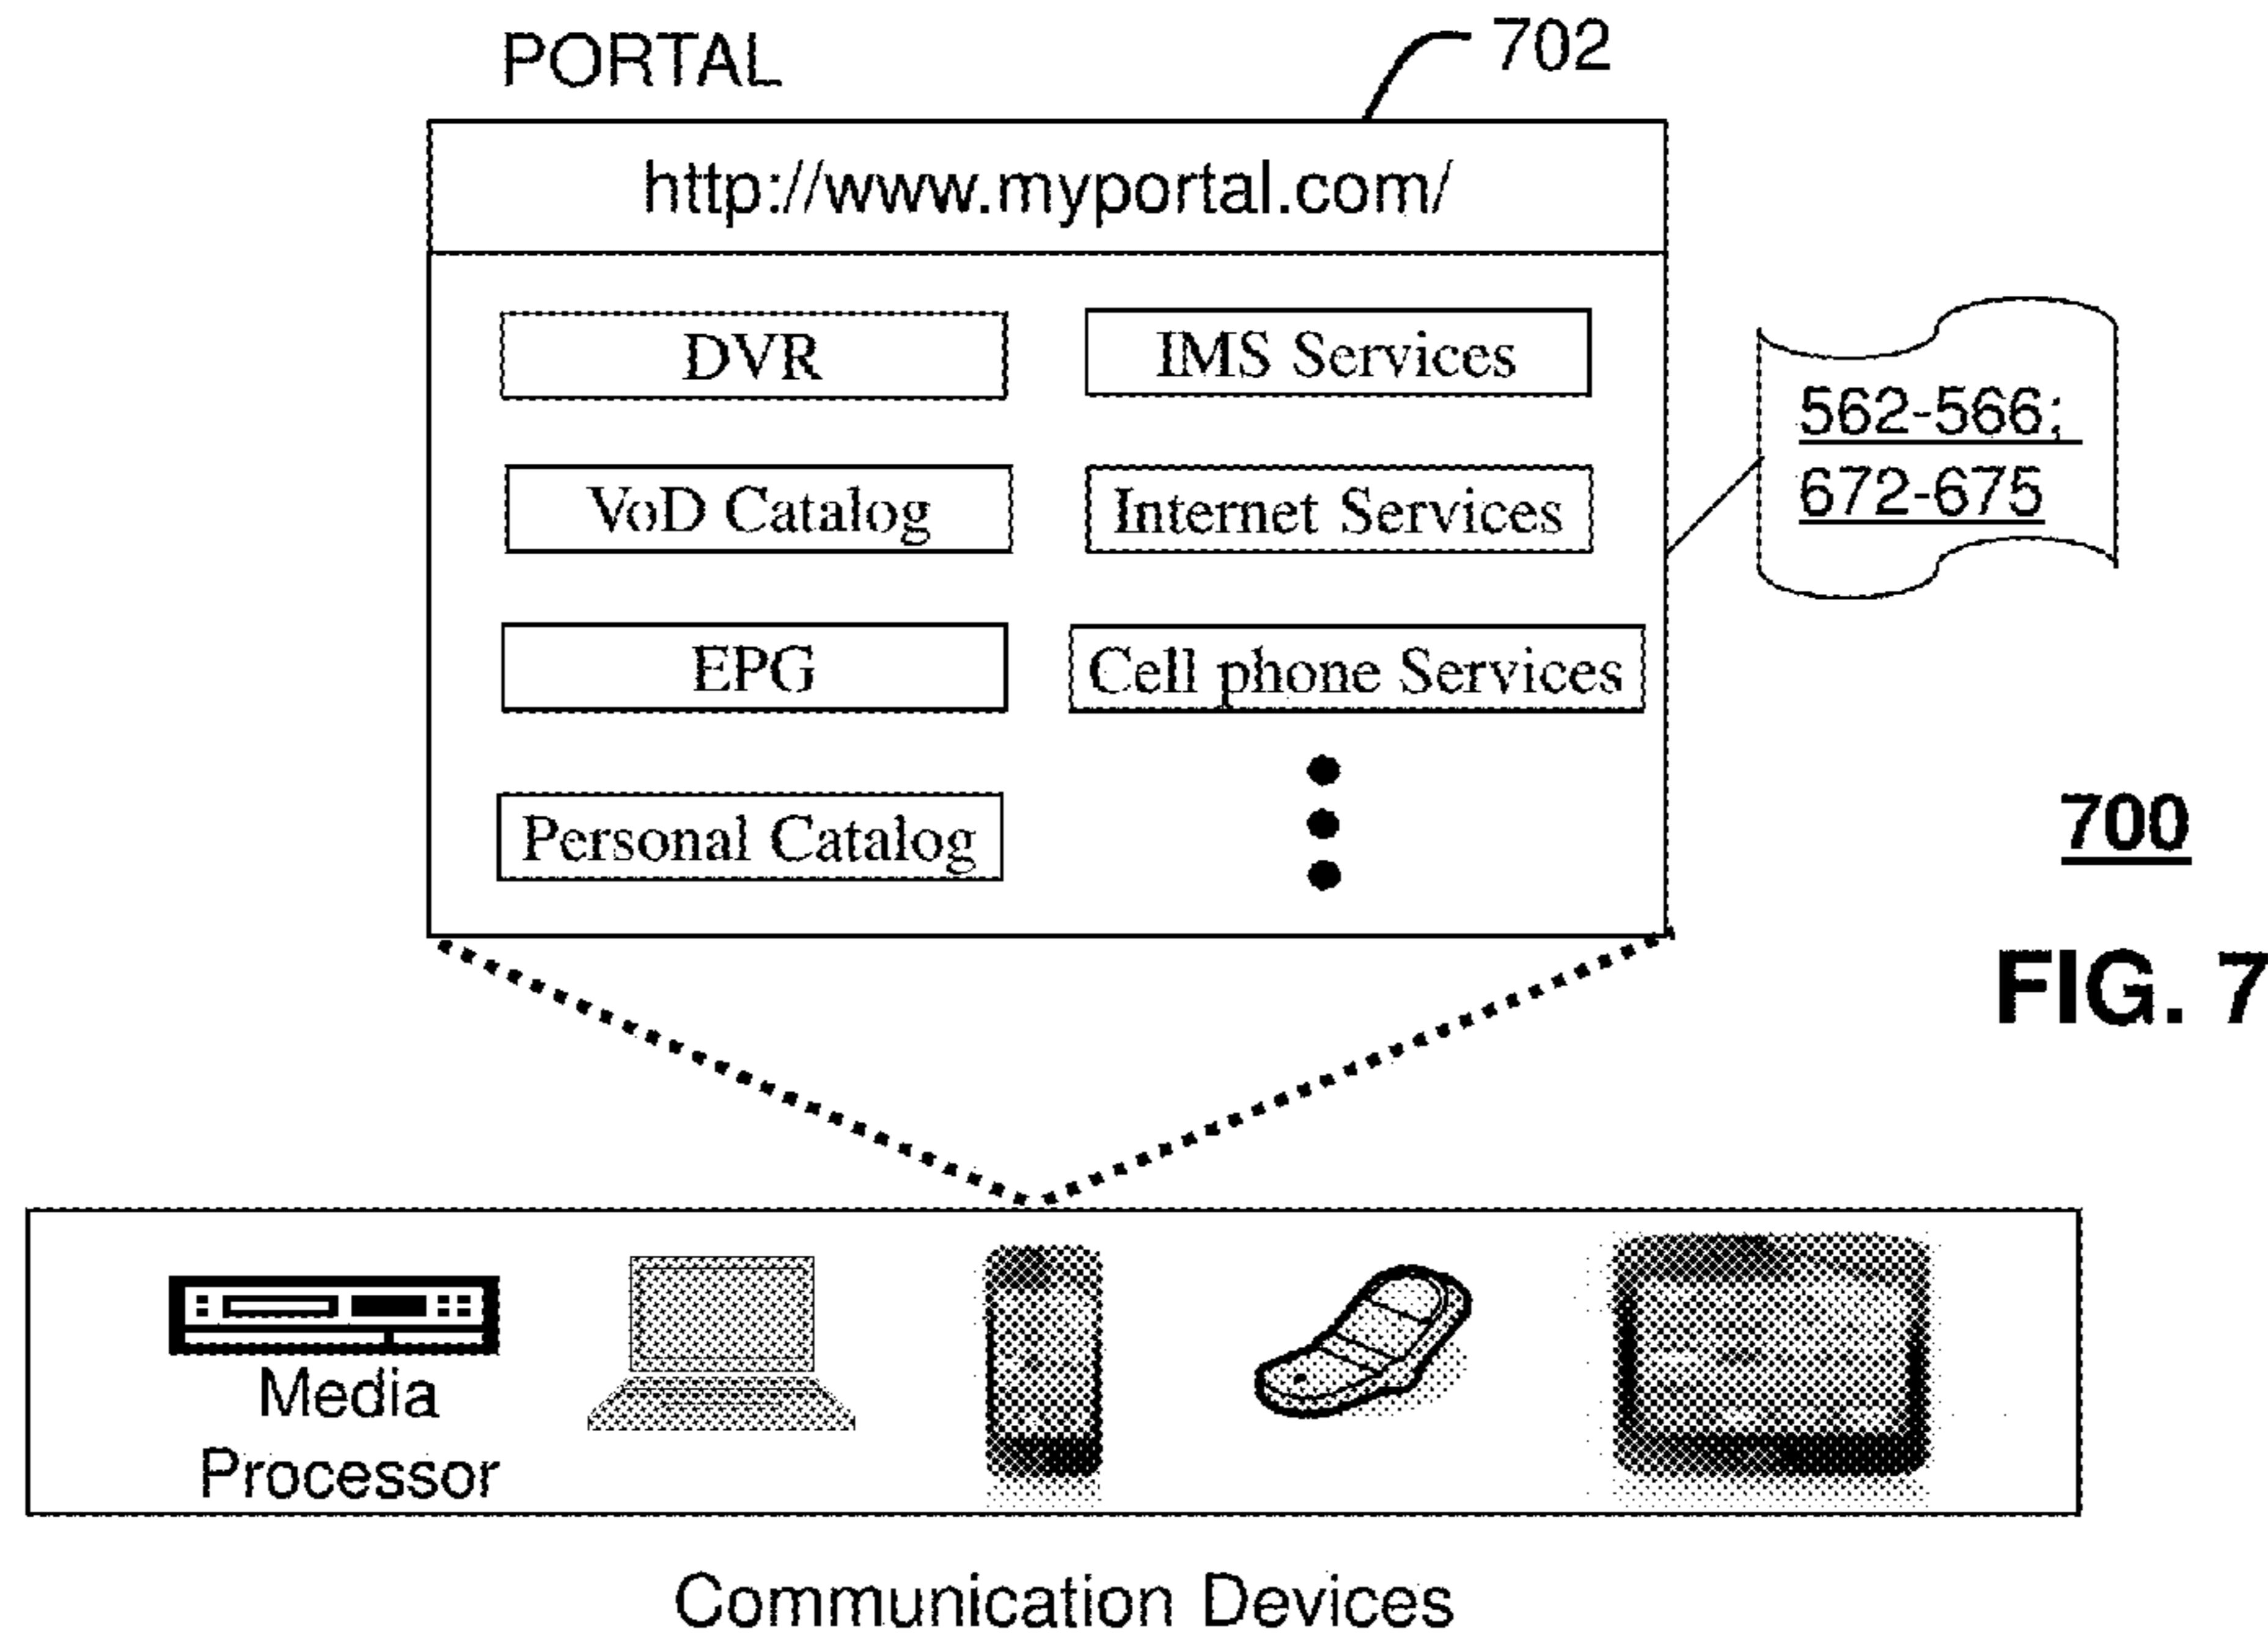 PORTAL
702
http://www.myportal.com/
DVR
IMS Services
VoD Catalog
Internet Services
EPG
Cell phone Services
Personal Catalog
562-566;
672-675
700
FIG. 7
Media
Processor
Communication Devices